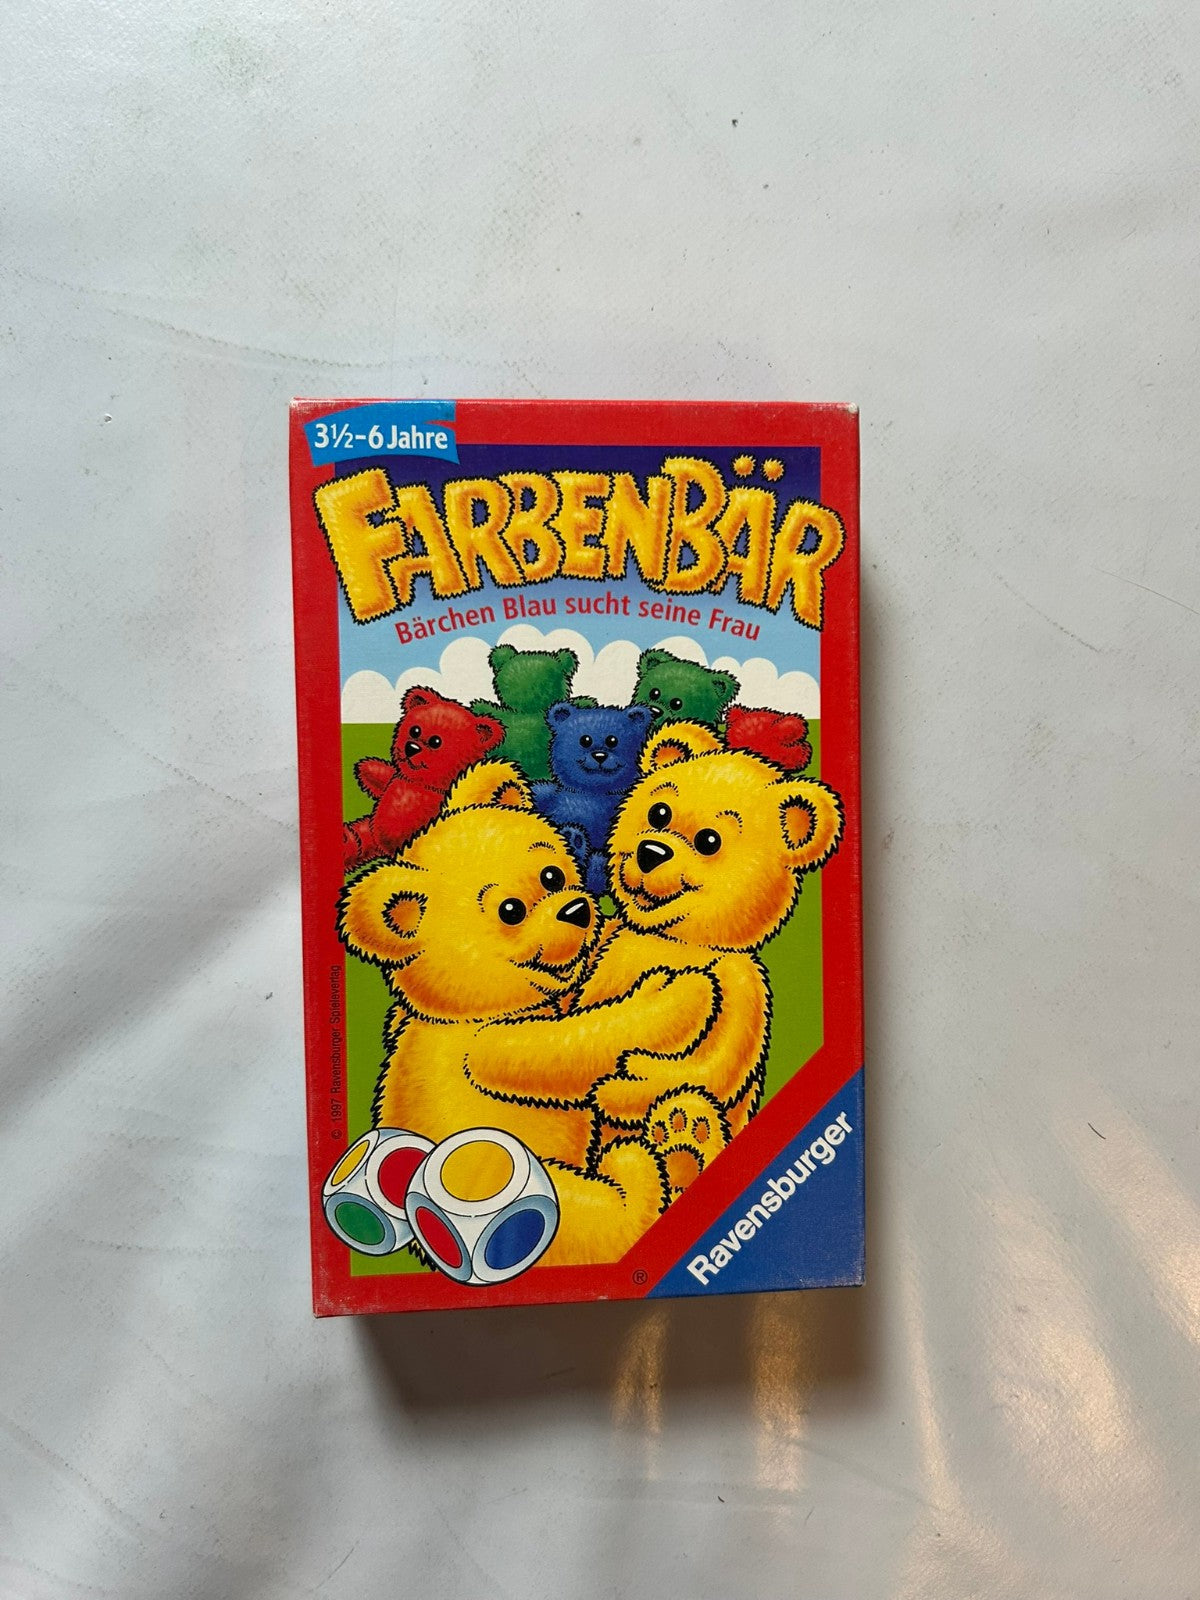 3½-6 Jahre
FARBENBÄR
Bärchen Blau sucht seine Frau
© 1997 Ravensburger Spieleverlag
Ravensburger
®